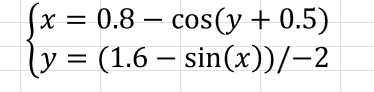 x = 0.8 − cos(y + 0.5)
y = (1.6 − sin(x))/−2